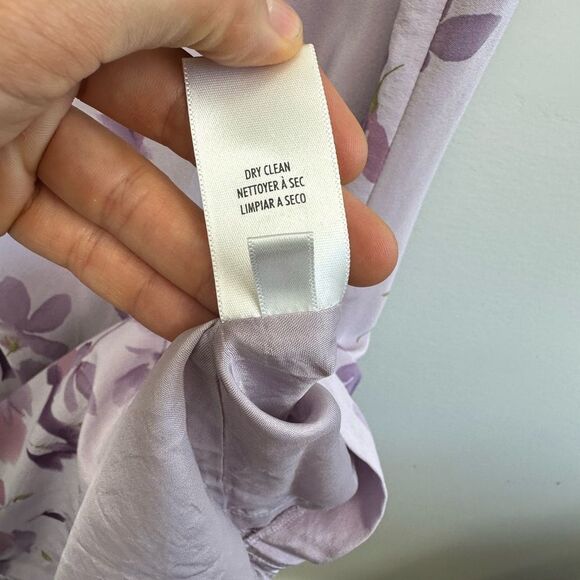 DRY CLEAN
NETTOYER À SEC
LIMPIAR A SECO